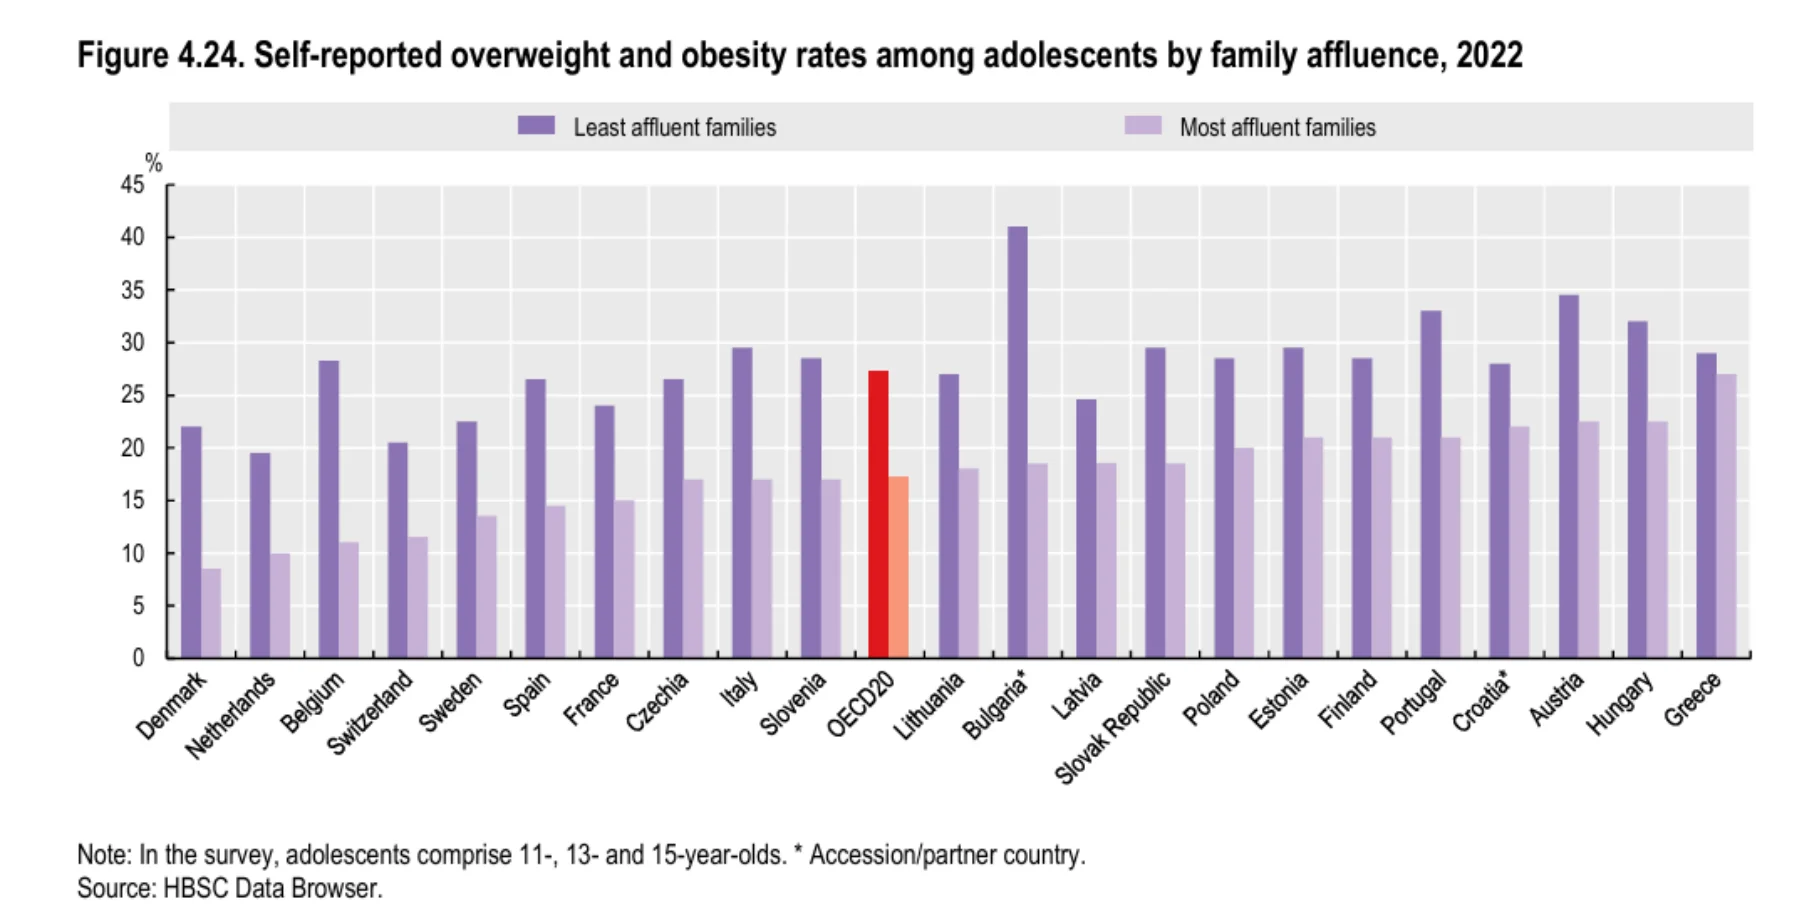 Figure 4.24. Self-reported overweight and obesity rates among adolescents by family affluence, 2022
Least affluent families
Most affluent families
%
45
40
35
30
25
20
15
10
5
0
Denmark
Netherlands
Belgium
Switzerland
Sweden
Spain
France
Czechia
Italy
Slovenia
OECD20
Lithuania
Bulgaria*
Latvia
Slovak Republic
Poland
Estonia
Finland
Portugal
Croatia*
Austria
Hungary
Greece
Note: In the survey, adolescents comprise 11-, 13- and 15-year-olds. * Accession/partner country.
Source: HBSC Data Browser.